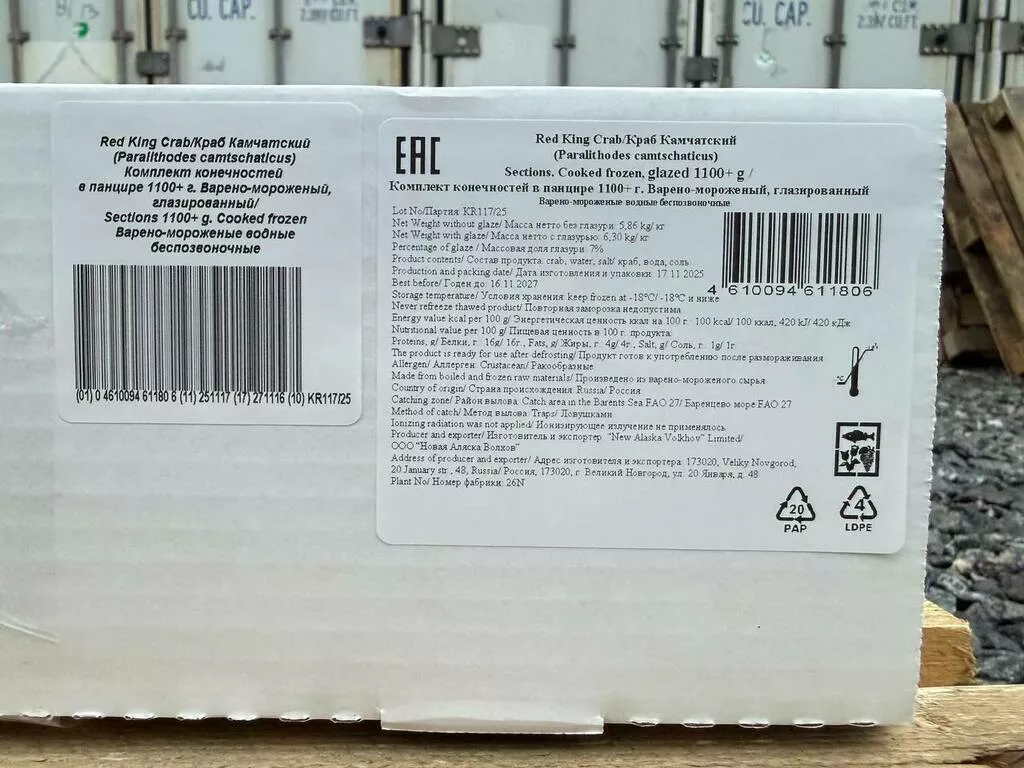 CU. CAP.
CU. CAP.
2.3
CU.FT.
Red King Crab/Краб Камчатский
(Paralithodes camtschaticus)
Комплект конечностей
в панцире 1100+ г. Варено-мороженый,
глазированный/
Sections 1100+ g. Cooked frozen
Варено-мороженые водные
беспозвоночные
(01) 0 4610094 61180 6 (11) 251117 (17) 271116 (10) KR117/25
EAC
Red King Crab/Краб Камчатский
(Paralithodes camtschaticus)
Sections. Cooked frozen, glazed 1100+ g /
Комплект конечностей в панцире 1100+ г. Варено-мороженый, глазированный
Варено-мороженые водные беспозвоночные
Lot No/Партия: KR117/25
Net Weight without glaze/ Масса нетто без глазури: 5,86 kg/ кг
Net Weight with glaze/ Масса нетто с глазурью: 6,30 kg/ кг
Percentage of glaze / Массовая доля глазури: 7%
Product contents/ Состав продукта: crab, water, salt/ краб, вода, соль
Production and packing date/ Дата изготовления и упаковки: 17.11.2025
Best before/ Годен до: 16.11.2027
Storage temperature/ Условия хранения: keep frozen at -18°C/ -18°C и ниже
Never refreeze thawed product/ Повторная заморозка недопустима
Energy value kcal per 100 g/ Энергетическая ценность ккал на 100 г.: 100 kcal/ 100 ккал, 420 kJ/ 420 кДж
Nutritional value per 100 g/ Пищевая ценность в 100 г. продукта:
Proteins, g/ Белки, г.: 16g/ 16г., Fats, g/ Жиры, г.: 4g/ 4г., Salt, g/ Соль, г.: 1g/ 1г
The product is ready for use after defrosting/ Продукт готов к употреблению после размораживания
Allergen/ Аллерген: Crustacean/ Ракообразные
Made from boiled and frozen raw materials/ Произведено из варено-мороженого сырья
Country of origin/ Страна происхождения: Russia/ Россия
Catching zone/ Район вылова: Catch area in the Barents Sea FAO 27/ Баренцево море FAO 27
Method of catch/ Метод вылова: Traps/ Ловушками
Ionizing radiation was not applied/ Ионизирующее излучение не применялось
Producer and exporter/ Изготовитель и экспортер: "New Alaska Volkhov" Limited/
ООО "Новая Аляска Волхов"
Address of producer and exporter/ Адрес изготовителя и экспортера: 173020, Veliky Novgorod,
20 January str., 48, Russia/ Россия, 173020, г. Великий Новгород, ул. 20 Января, д. 48
Plant No/ Номер фабрики: 26N
4 610094 611806
20
PAP
4
LDPE